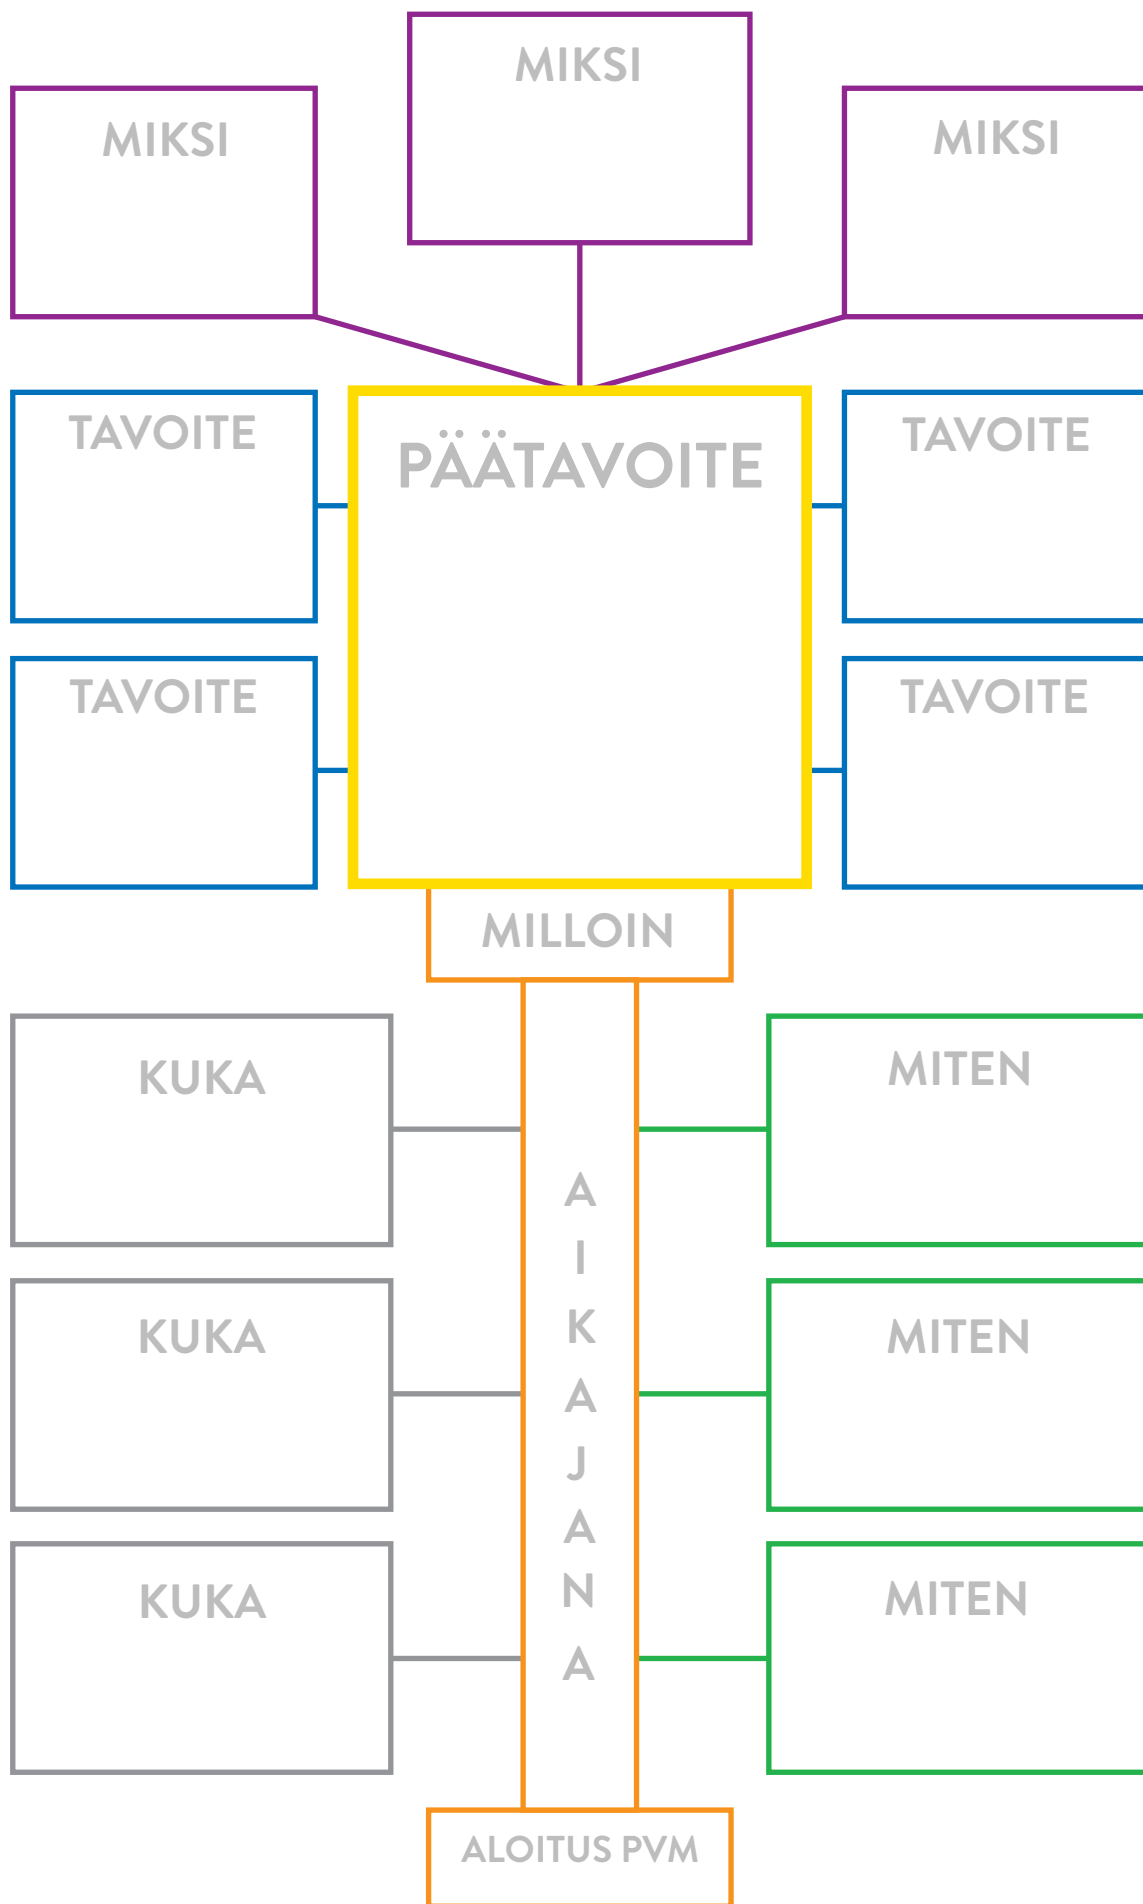 MIKSI
MIKSI
MIKSI
TAVOITE
PÄÄTAVOITE
TAVOITE
TAVOITE
TAVOITE
MILLOIN
KUKA
MITEN
KUKA
MITEN
KUKA
MITEN
A
I
K
A
J
A
N
A
ALOITUS PVM